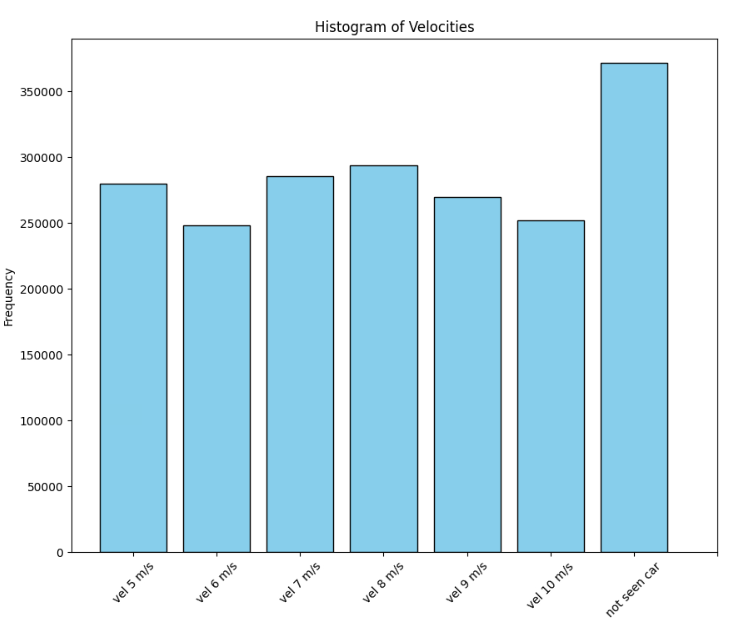 Histogram of Velocities
Frequency
350000
300000
250000
200000
150000
100000
50000
0
vel 5 m/s
vel 6 m/s
vel 7 m/s
vel 8 m/s
vel 9 m/s
vel 10 m/s
not seen car